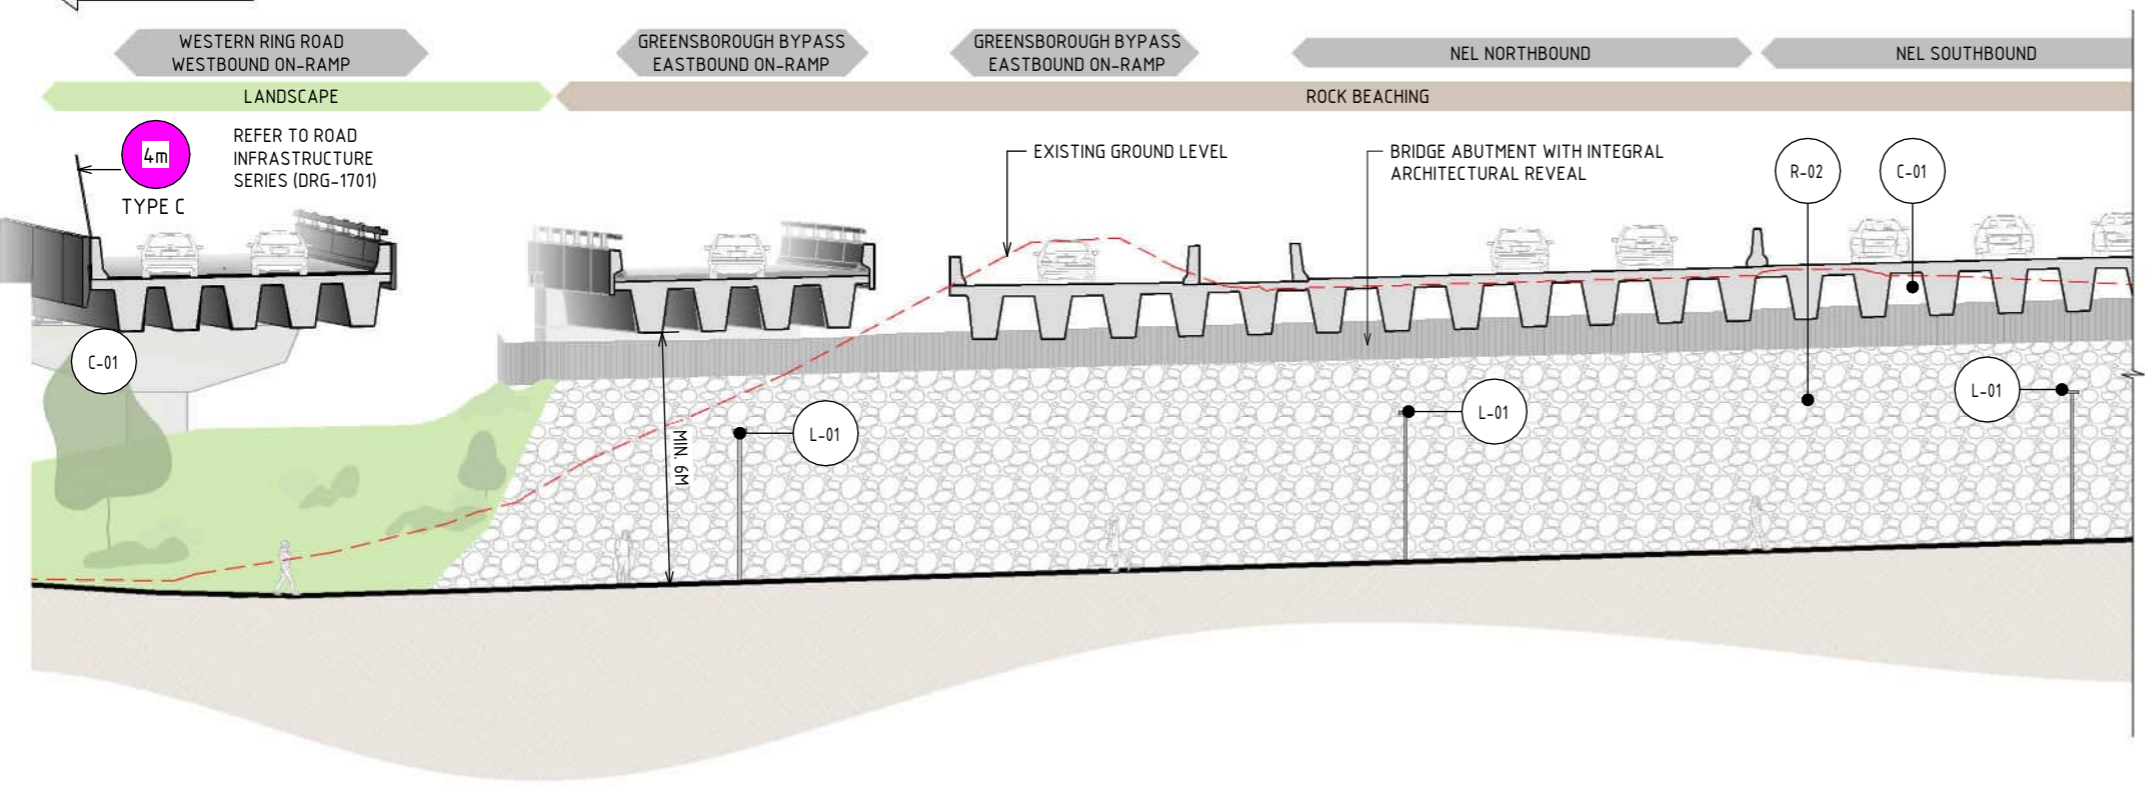 WESTERN RING ROAD
WESTBOUND ON-RAMP
GREENSBOROUGH BYPASS
EASTBOUND ON-RAMP
GREENSBOROUGH BYPASS
EASTBOUND ON-RAMP
NEL NORTHBOUND
NEL SOUTHBOUND
LANDSCAPE
ROCK BEACHING
4m
TYPE C
REFER TO ROAD
INFRASTRUCTURE
SERIES (DRG-1701)
EXISTING GROUND LEVEL
BRIDGE ABUTMENT WITH INTEGRAL
ARCHITECTURAL REVEAL
R-02
C-01
C-01
L-01
L-01
L-01
MIN. 6M